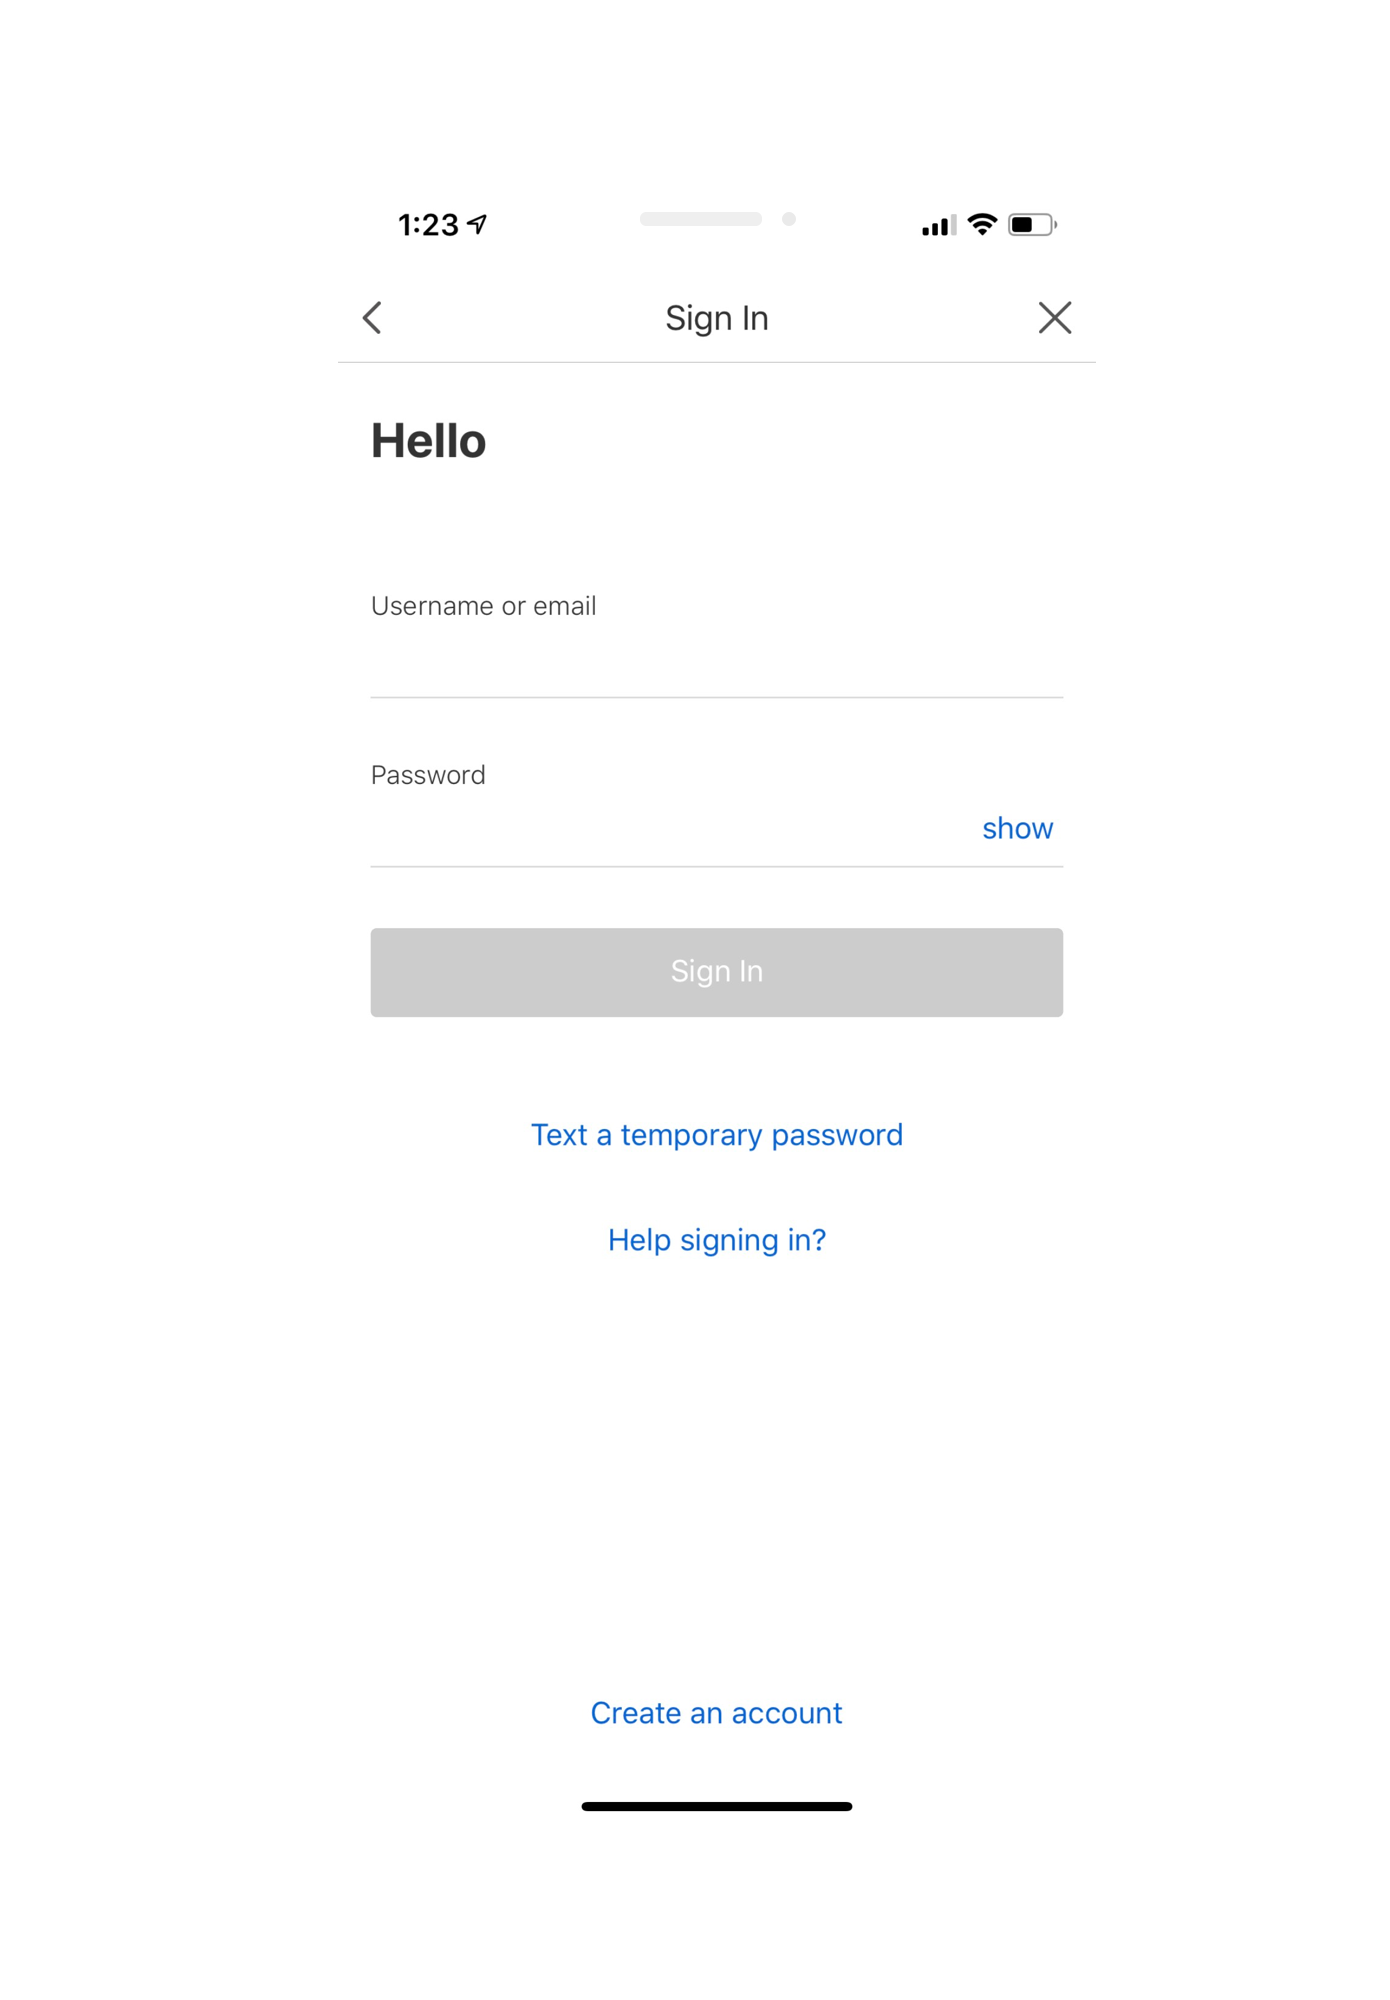 1:23
Sign In
Hello
Username or email
Password
show
Sign In
Text a temporary password
Help signing in?
Create an account